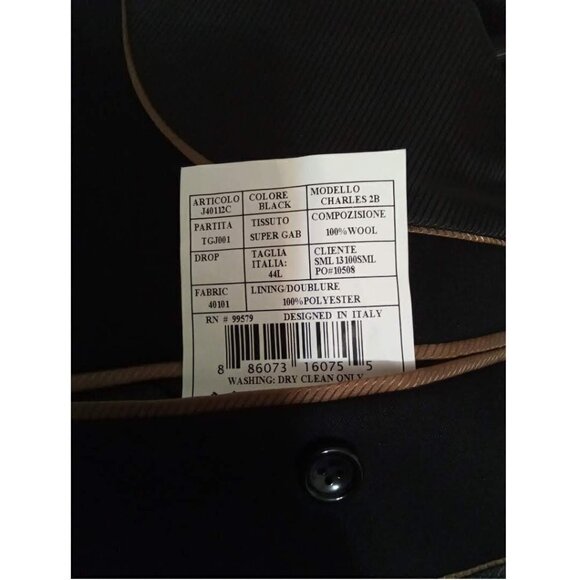 ARTICOLO
J40112C
COLORE
BLACK
MODELLO
CHARLES 2B
PARTITA
TGJ001
TISSUTO
SUPER GAB
COMPOZISIONE
100%WOOL
DROP
TAGLIA
ITALIA:
44L
CLIENTE
SML 13100SML
PO#10508
FABRIC
40101
LINING/DOUBLURE
100%POLYESTER
RN # 99579 DESIGNED IN ITALY
8 86073 16075 5
WASHING: DRY CLEAN ONLY